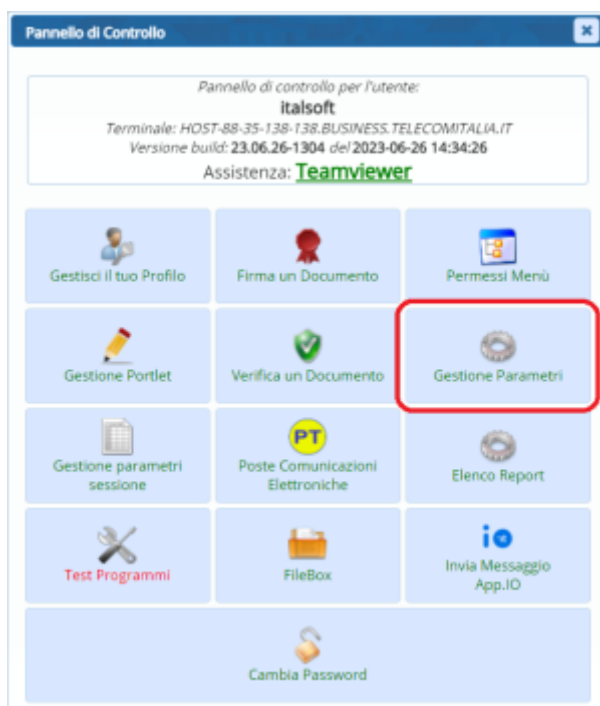 Pannello di Controllo
Pannello di controllo per l'utente:
italsoft
Terminale: HOST-88-35-138-138.BUSINESS.TELECOMITALIA.IT
Versione build: 23.06.26-1304 del 2023-06-26 14:34:26
Assistenza: Teamviewer
Gestisci il tuo Profilo
Firma un Documento
Permessi Menù
Gestione Portlet
Verifica un Documento
Gestione Parametri
Gestione parametri
sessione
PT
Poste Comunicazioni
Elettroniche
Elenco Report
Test Programmi
FileBox
io
Invia Messaggio
App.IO
Cambia Password